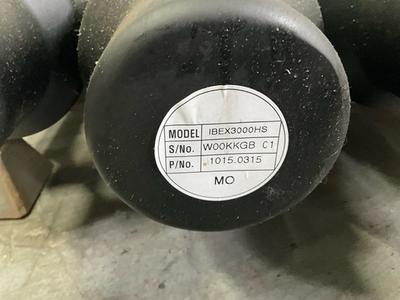 MODEL IBEX3000HS
S/No. W00KKGB C1
P/No. 1015.0315
MO